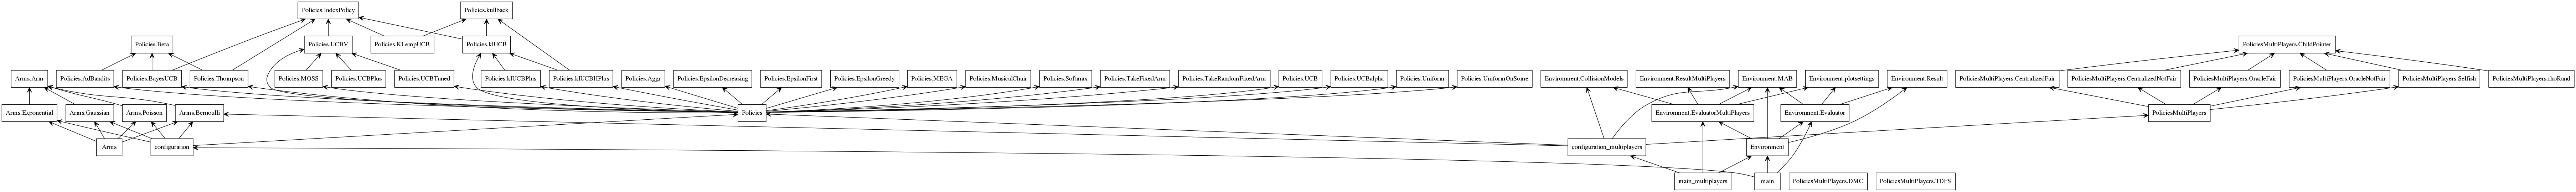 Policies.IndexPolicy
Policies.kullback
Policies.Beta
Policies.UCBV
Policies.KLempUCB
Policies.klUCB
PoliciesMultiPlayers.ChildPointer
Arms.Arm
Policies.AdBandits
Policies.BayesUCB
Policies.Thompson
Policies.MOSS
Policies.UCBPlus
Policies.UCBTuned
Policies.klUCBPlus
Policies.klUCBHPlus
Policies.Aggr
Policies.EpsilonDecreasing
Policies.EpsilonFirst
Policies.EpsilonGreedy
Policies.MEGA
Policies.MusicalChair
Policies.Softmax
Policies.TakeFixedArm
Policies.TakeRandomFixedArm
Policies.UCB
Policies.UCBalpha
Policies.Uniform
Policies.UniformOnSome
Environment.CollisionModels
Environment.ResultMultiPlayers
Environment.MAB
Environment.plotsettings
Environment.Result
PoliciesMultiPlayers.CentralizedFair
PoliciesMultiPlayers.CentralizedNotFair
PoliciesMultiPlayers.OracleFair
PoliciesMultiPlayers.OracleNotFair
PoliciesMultiPlayers.Selfish
PoliciesMultiPlayers.rhoRand
Arms.Exponential
Arms.Gaussian
Arms.Poisson
Arms.Bernoulli
Policies
Environment.EvaluatorMultiPlayers
Environment.Evaluator
PoliciesMultiPlayers
Arms
configuration
configuration_multiplayers
Environment
main_multiplayers
main
PoliciesMultiPlayers.DMC
PoliciesMultiPlayers.TDFS